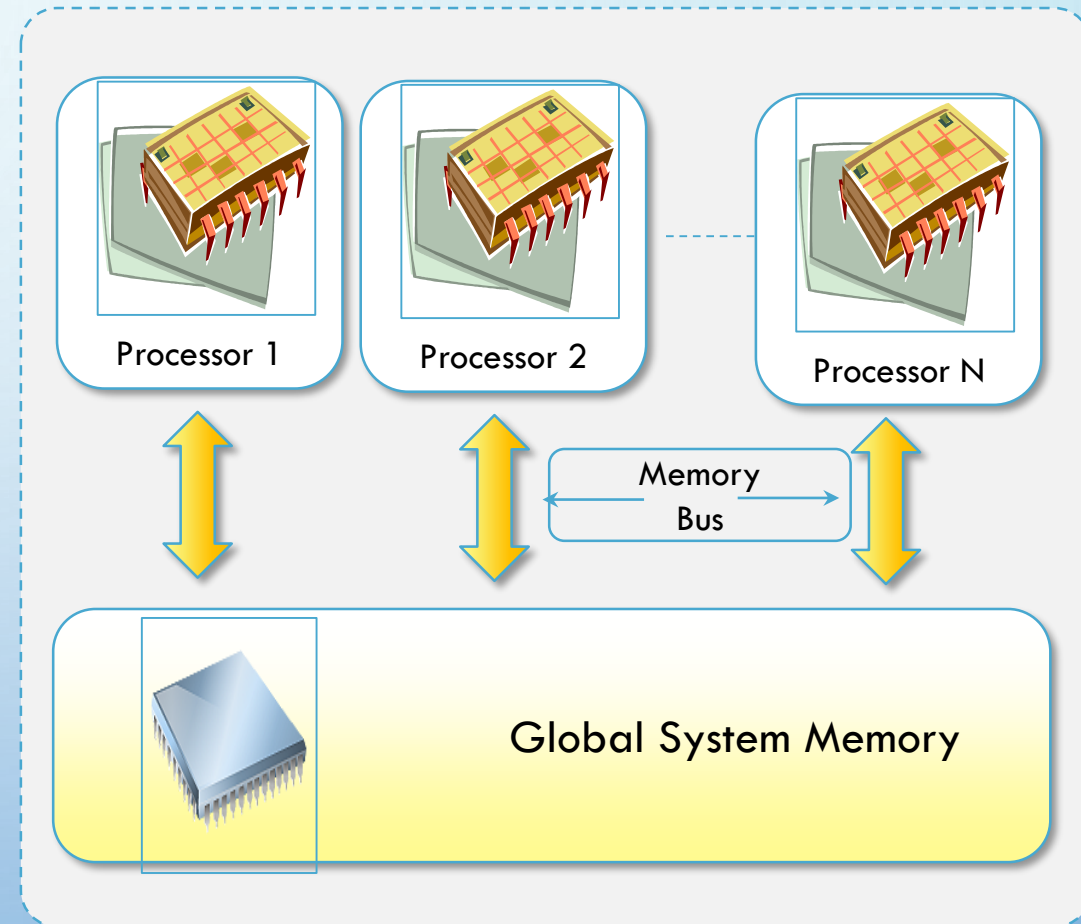 Processor 1
Processor 2
Processor N
Memory
Bus
Global System Memory